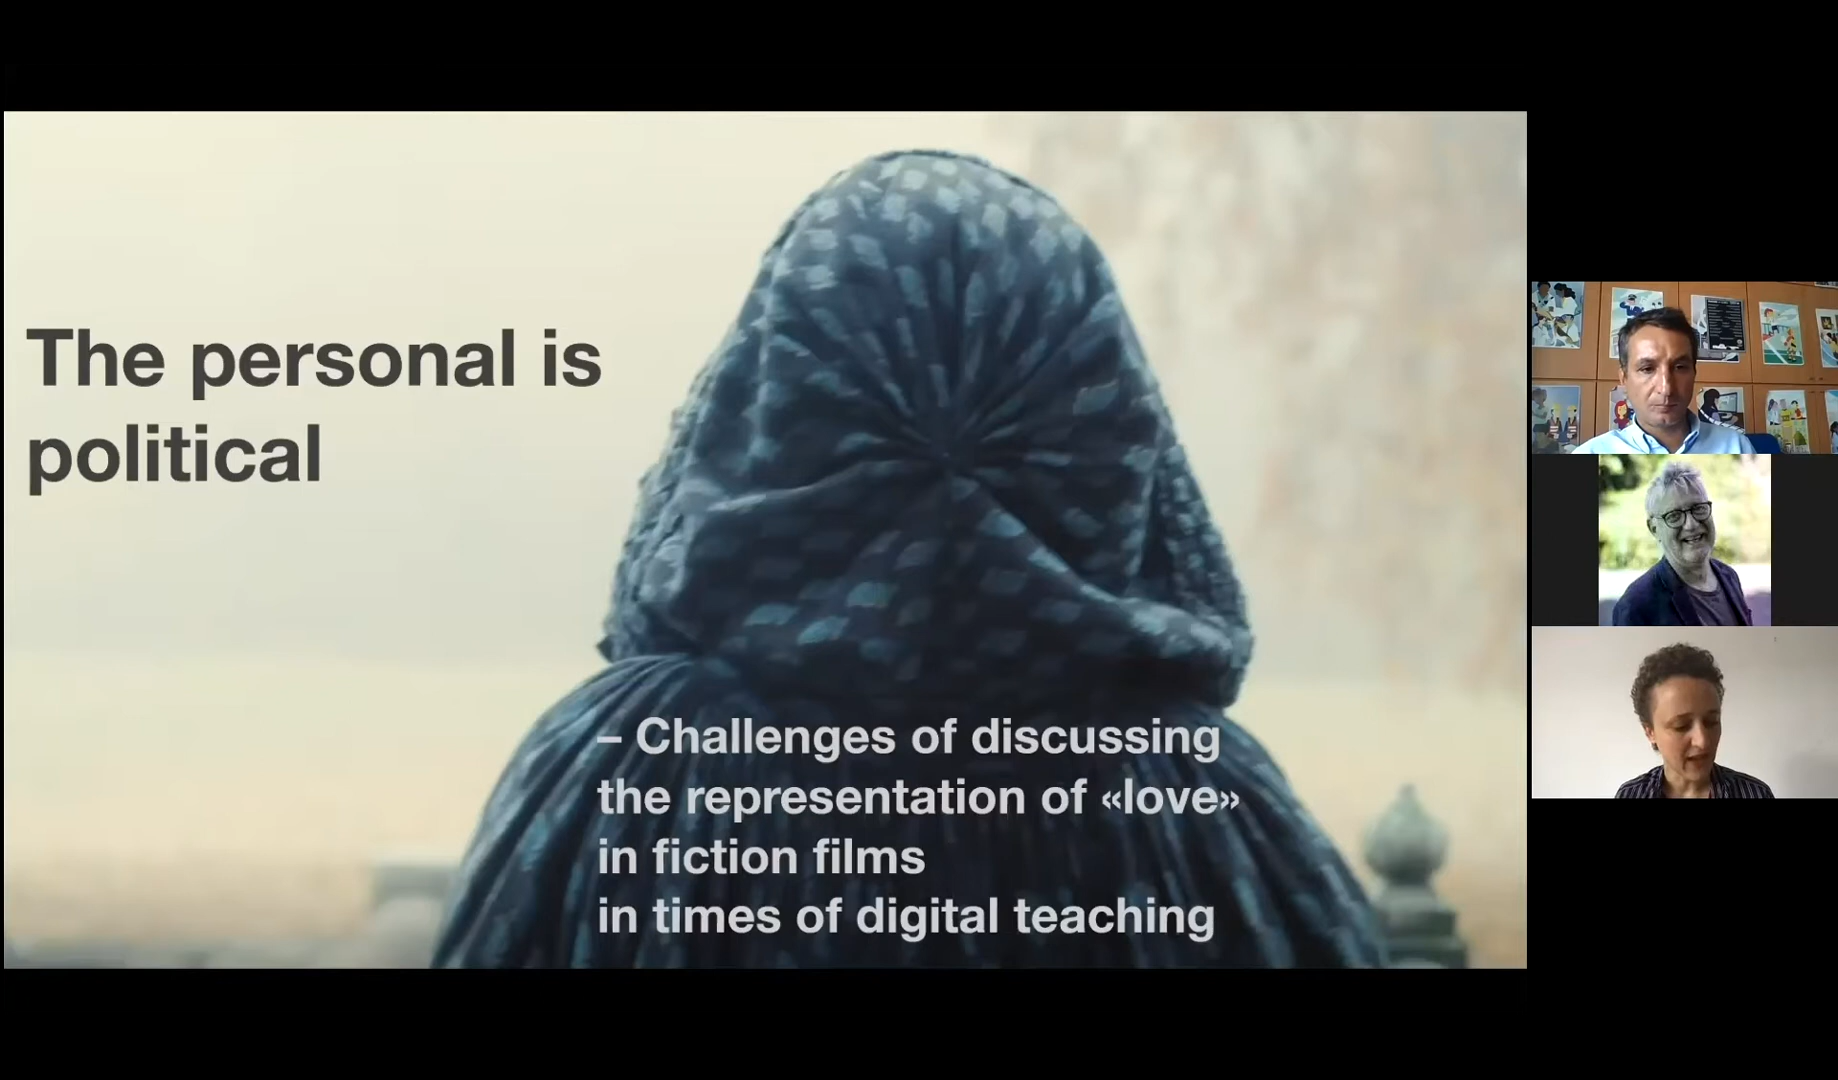 The personal is
political
– Challenges of discussing
the representation of «love»
in fiction films
in times of digital teaching